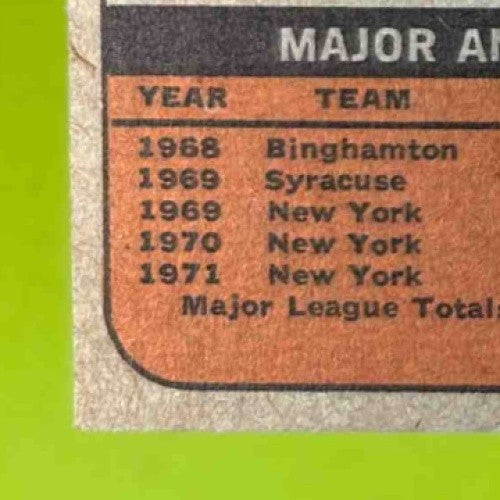 MAJOR AN
YEAR TEAM
1968 Binghamton
1969 Syracuse
1969 New York
1970 New York
1971 New York
Major League Totals